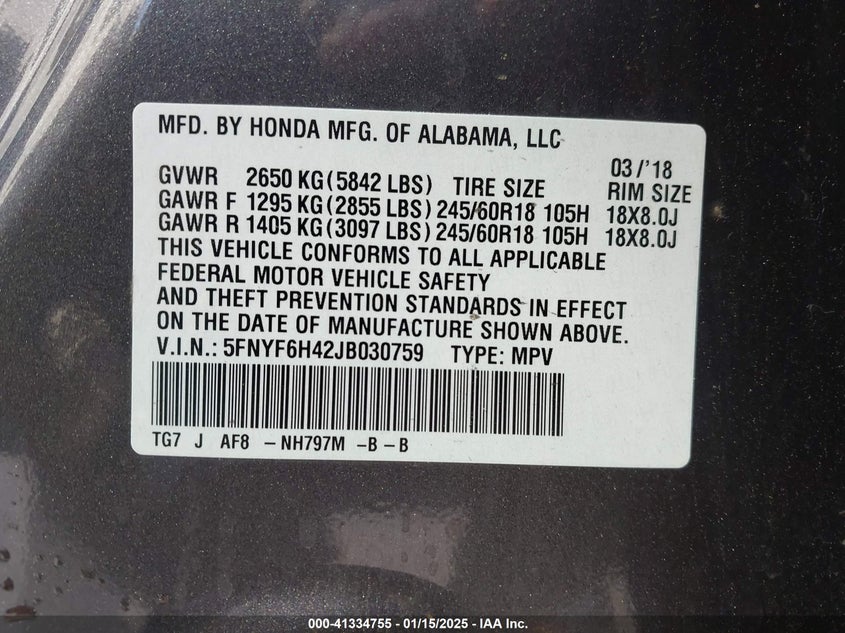 MFD. BY HONDA MFG. OF ALABAMA, LLC
03/'18
GVWR 2650 KG(5842 LBS) TIRE SIZE RIM SIZE
GAWR F 1295 KG(2855 LBS) 245/60R18 105H 18X8.0J
GAWR R 1405 KG(3097 LBS) 245/60R18 105H 18X8.0J
THIS VEHICLE CONFORMS TO ALL APPLICABLE
FEDERAL MOTOR VEHICLE SAFETY
AND THEFT PREVENTION STANDARDS IN EFFECT
ON THE DATE OF MANUFACTURE SHOWN ABOVE.
V.I.N.: 5FNYF6H42JB030759 TYPE: MPV
TG7 J AF8 – NH797M –B – B
000-41334755 - 01/15/2025 - IAA Inc.